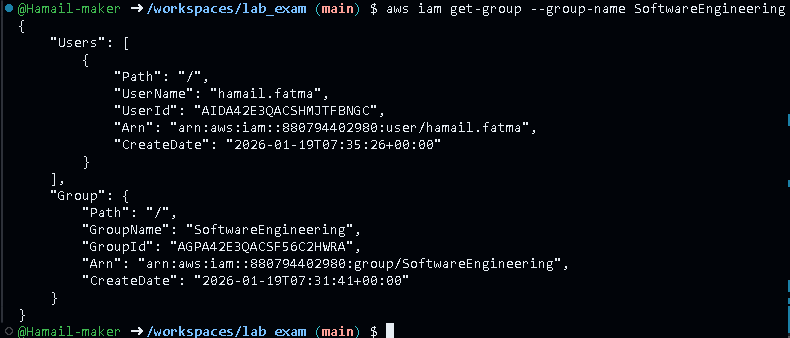 @Hamail-maker ➜/workspaces/lab_exam (main) $ aws iam get-group --group-name SoftwareEngineering
{
    "Users": [
        {
            "Path": "/",
            "UserName": "hamail.fatma",
            "UserId": "AIDA42E3QACSHMJTFBNGC",
            "Arn": "arn:aws:iam::880794402980:user/hamail.fatma",
            "CreateDate": "2026-01-19T07:35:26+00:00"
        }
    ],
    "Group": {
        "Path": "/",
        "GroupName": "SoftwareEngineering",
        "GroupId": "AGPA42E3QACSF56C2HWRA",
        "Arn": "arn:aws:iam::880794402980:group/SoftwareEngineering",
        "CreateDate": "2026-01-19T07:31:41+00:00"
    }
}
@Hamail-maker ➜/workspaces/lab_exam (main) $